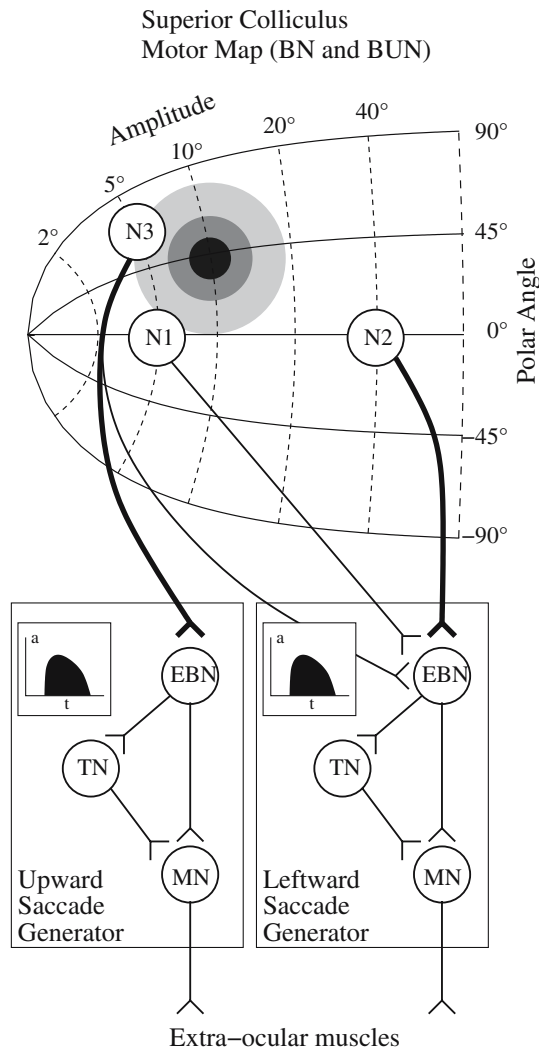 Superior Colliculus
Motor Map (BN and BUN)
Amplitude
2°
5°
10°
20°
40°
90°
45°
0°
−45°
−90°
Polar Angle
N3
N1
N2
a
t
EBN
TN
MN
Upward
Saccade
Generator
a
t
EBN
TN
MN
Leftward
Saccade
Generator
Extra−ocular muscles